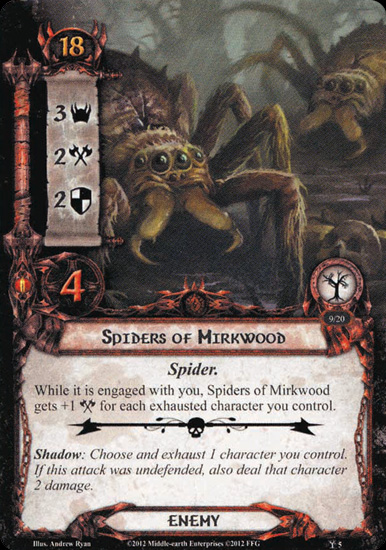 18
3
2
2
4
9/20
SPIDERS OF MIRKWOOD
Spider.
While it is engaged with you, Spiders of Mirkwood
gets +1 for each exhausted character you control.
Shadow: Choose and exhaust 1 character you control.
If this attack was undefended, also deal that character
2 damage.
ENEMY
Illus. Andrew Ryan
©2012 Middle-earth Enterprises ©2012 FFG
5